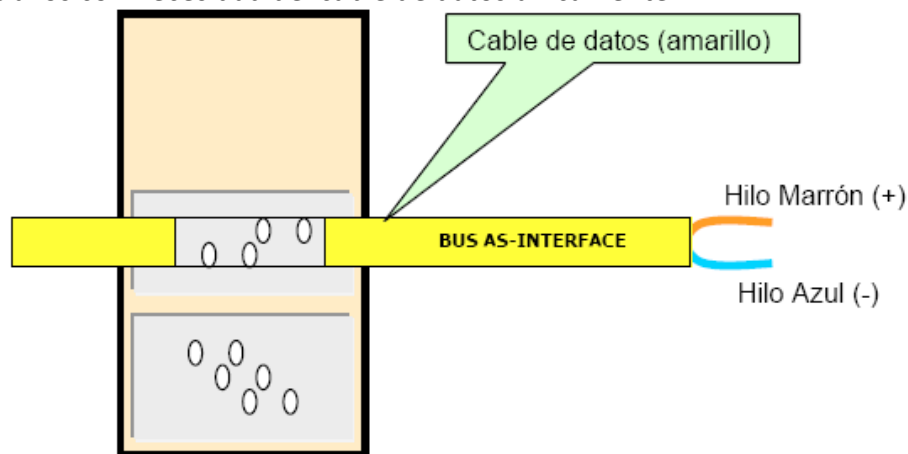 Cable de datos (amarillo)
Hilo Marrón (+)
BUS AS-INTERFACE
Hilo Azul (-)